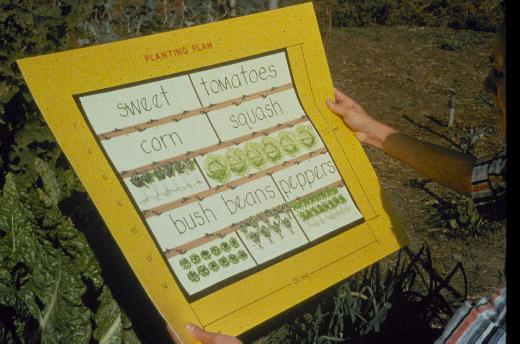 PLANTING PLAN
sweet tomatoes
corn squash
bush beans peppers